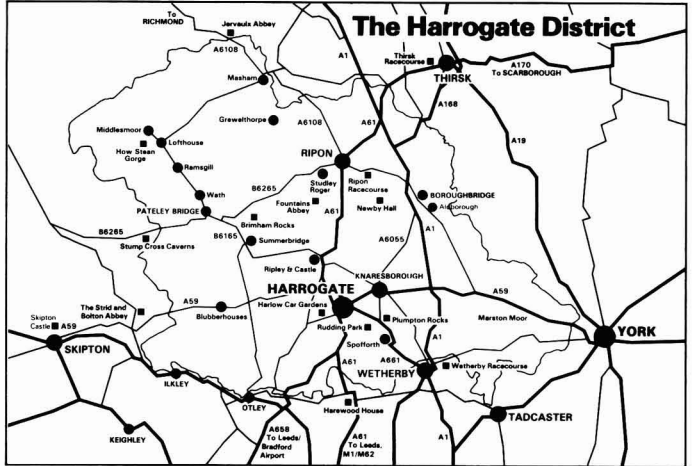 The Harrogate District
To
RICHMOND
Jervaulx Abbey
A6108
A1
Thirsk
Racecourse
THIRSK
A170
To SCARBOROUGH
Masham
A168
Grewelthorpe
A6108
A61
A61
A19
Middlesmoor
Lofthouse
How Stean
Gorge
RIPON
Ramsgill
Studley
Roger
Ripon
Racecourse
B6265
Wath
Fountains
Abbey
Newby Hall
BOROUGHBRIDGE
Aldborough
PATELEY BRIDGE
Brimham Rocks
A61
B6265
B6165
Summerbridge
A6055
A1
Stump Cross Caverns
Ripley & Castle
KNARESBOROUGH
HARROGATE
A59
The Strid and
Bolton Abbey
A59
Harlow Car Gardens
Plumpton Rocks
Marston Moor
Skipton
Castle
A59
Blubberhouses
Rudding Park
YORK
SKIPTON
Spofforth
A1
A61
A661
Wetherby Racecourse
WETHERBY
ILKLEY
OTLEY
Harewood House
TADCASTER
KEIGHLEY
A658
To Leeds/
Bradford
Airport
A61
To Leeds,
M1/M62
A1